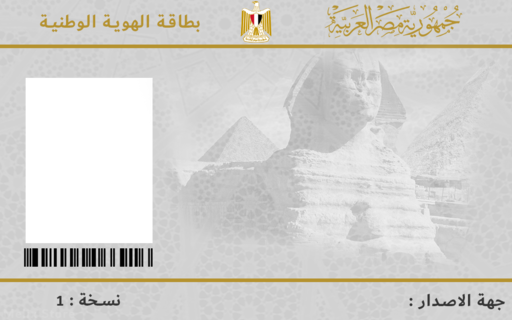 جمهورية مصر العربية
بطاقة الهوية الوطنية
جهة الاصدار :
نسخة : 1